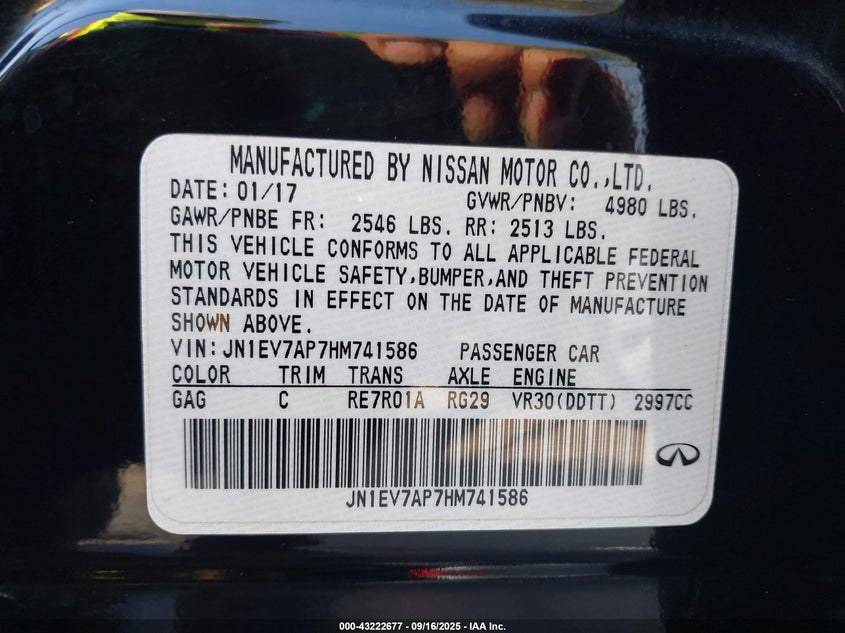 MANUFACTURED BY NISSAN MOTOR CO.,LTD.
DATE: 01/17 GVWR/PNBV: 4980 LBS.
GAWR/PNBE FR: 2546 LBS. RR: 2513 LBS.
THIS VEHICLE CONFORMS TO ALL APPLICABLE FEDERAL
MOTOR VEHICLE SAFETY,BUMPER,AND THEFT PREVENTION
STANDARDS IN EFFECT ON THE DATE OF MANUFACTURE
SHOWN ABOVE.
VIN:JN1EV7AP7HM741586 PASSENGER CAR
COLOR TRIM TRANS AXLE ENGINE
GAG C RE7R01A RG29 VR30(DDTT) 2997CC
JN1EV7AP7HM741586
000-43222677 - 09/16/2025 - IAA Inc.